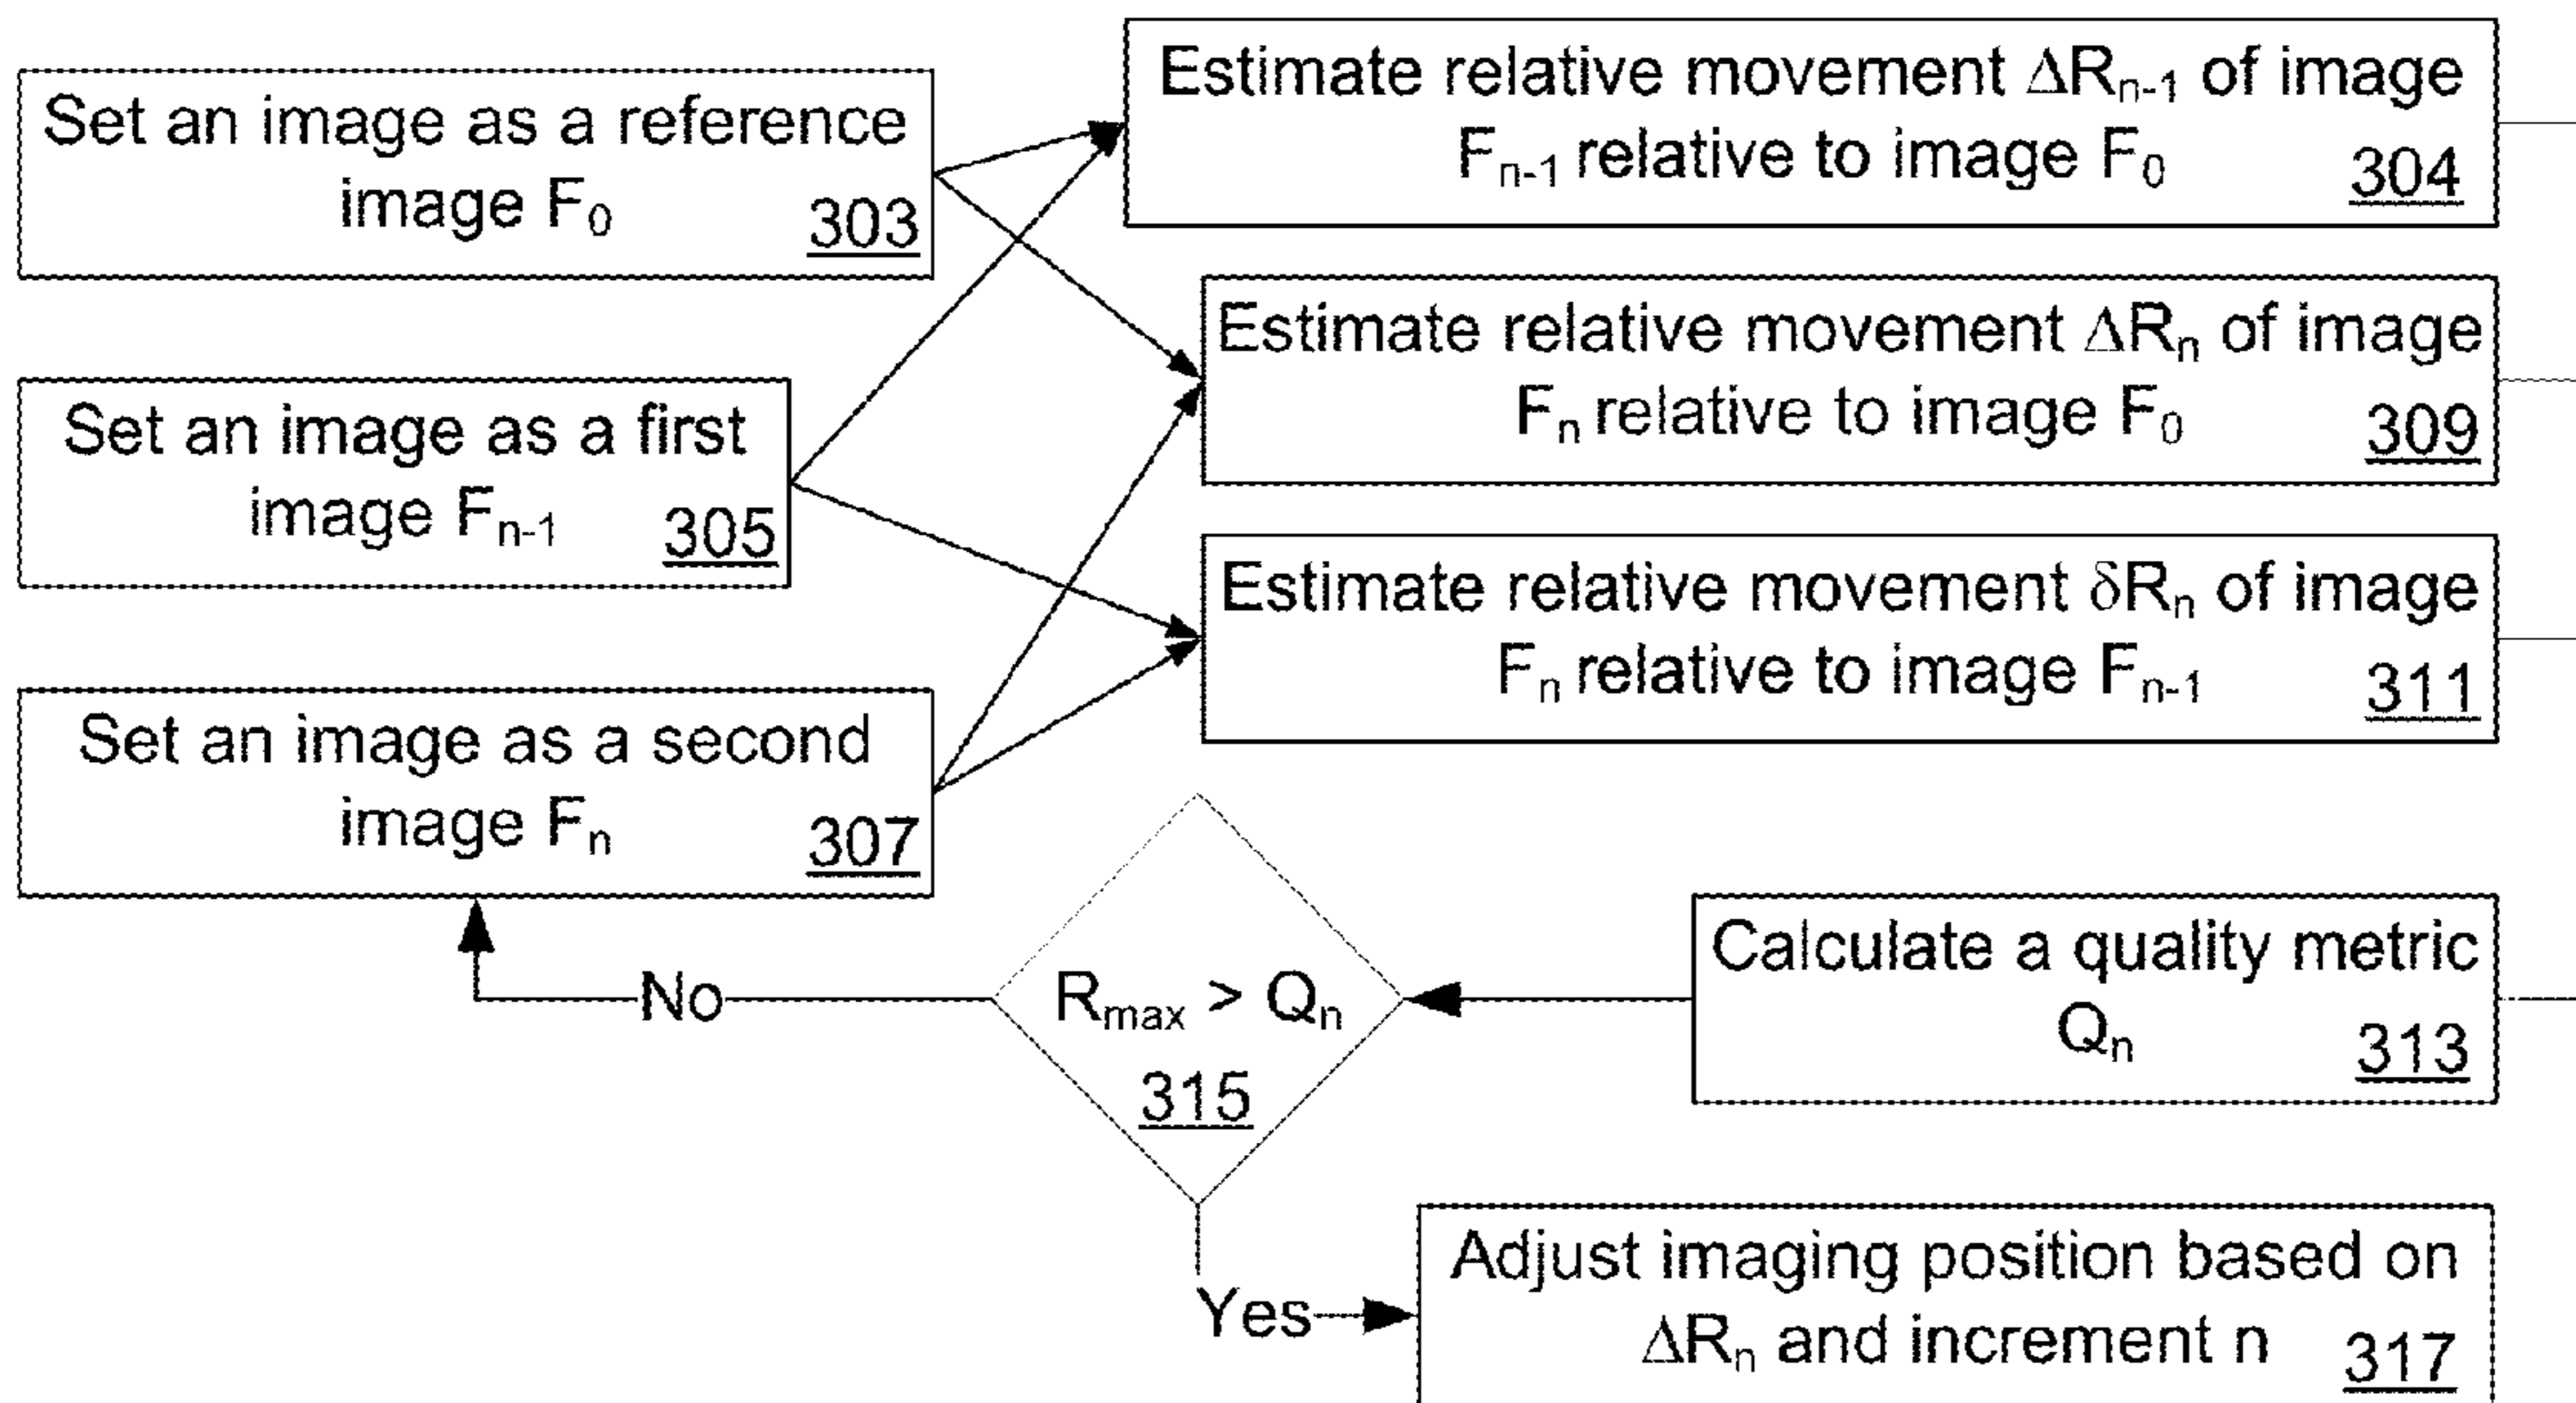 Set an image as a reference
image F₀ 303
Estimate relative movement ΔRₙ₋₁ of image
Fₙ₋₁ relative to image F₀ 304
Set an image as a first
image Fₙ₋₁ 305
Estimate relative movement ΔRₙ of image
Fₙ relative to image F₀ 309
Estimate relative movement δRₙ of image
Fₙ relative to image Fₙ₋₁ 311
Set an image as a second
image Fₙ 307
Calculate a quality metric
Qₙ 313
Rₘₐₓ > Qₙ
315
No
Yes
Adjust imaging position based on
ΔRₙ and increment n 317